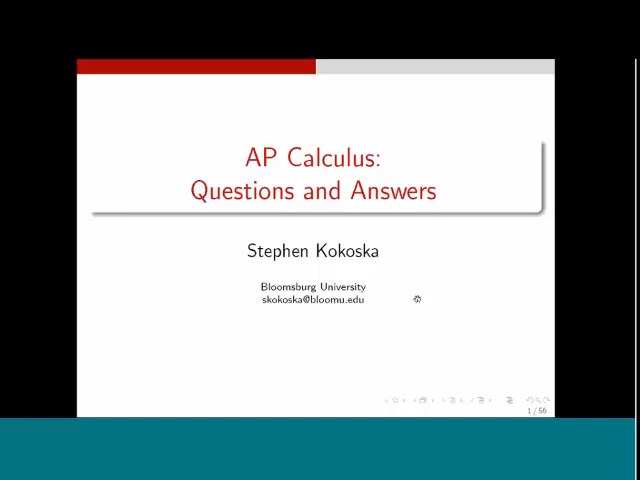 AP Calculus:
Questions and Answers
Stephen Kokoska
Bloomsburg University
skokoska@bloomu.edu
1 / 56